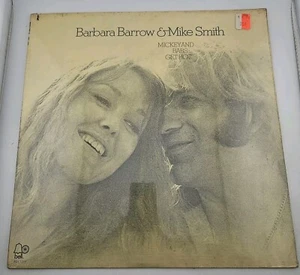 Barbara Barrow & Mike Smith
MICKEY AND
BABS
GET HOT
bell